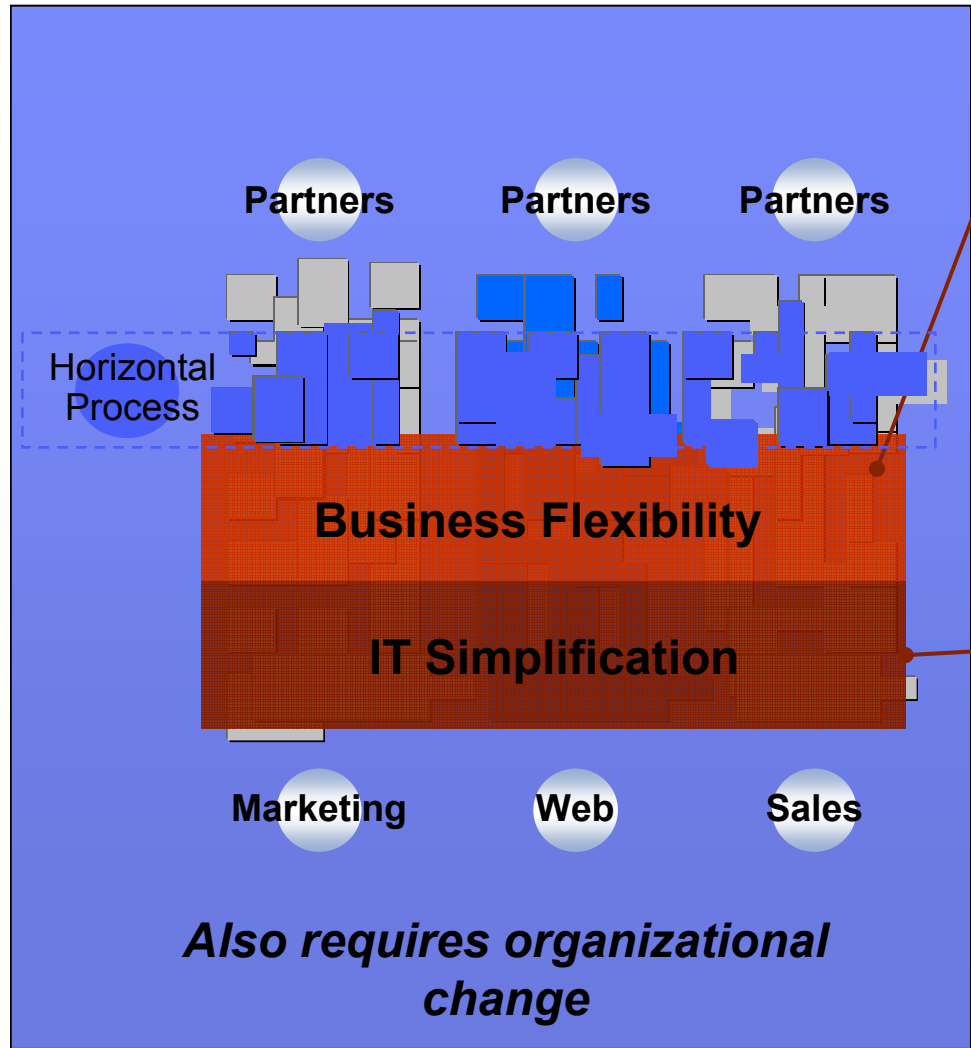 Partners Partners Partners
Horizontal
Process
Business Flexibility
IT Simplification
Marketing Web Sales
Also requires organizational
change